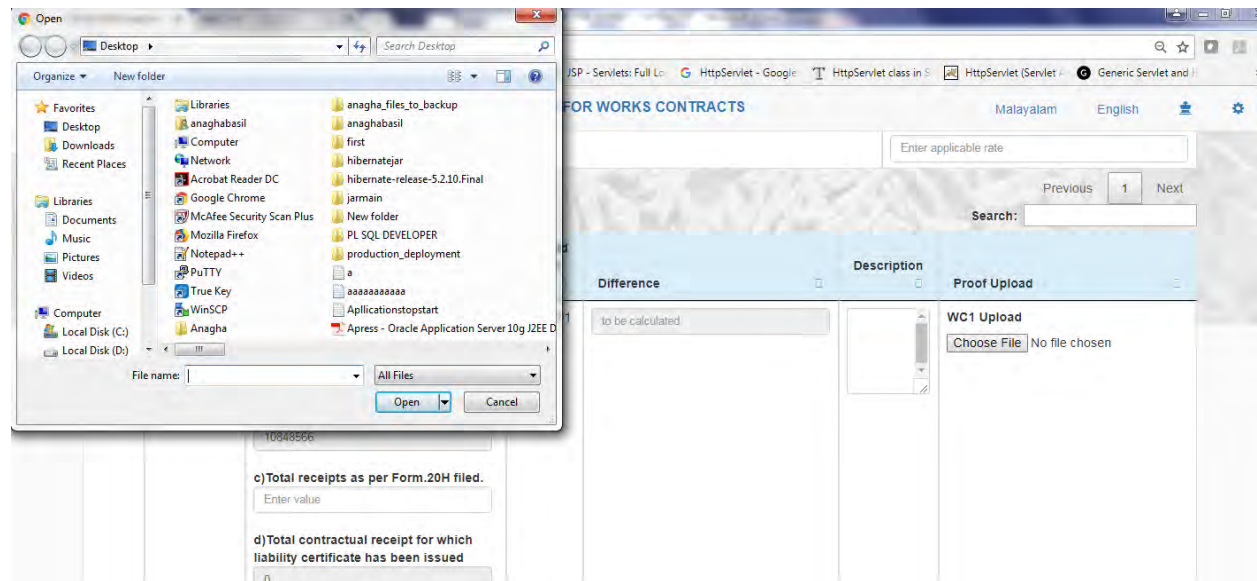 Open
Desktop
Search Desktop
Organize
New folder
Favorites
Desktop
Downloads
Recent Places
Libraries
Documents
Music
Pictures
Videos
Computer
Local Disk (C:)
Local Disk (D:)
Libraries
anaghabasil
Computer
Network
Acrobat Reader DC
Google Chrome
McAfee Security Scan Plus
Mozilla Firefox
Notepad++
PuTTY
True Key
WinSCP
Anagha
anagha_files_to_backup
anaghabasil
first
hibernatejar
hibernate-release-5.2.10.Final
jarmain
New folder
PL SQL DEVELOPER
production_deployment
a
aaaaaaaaaaa
Apllicationstopstart
Apress - Oracle Application Server 10g J2EE D
File name:
All Files
Open
Cancel
JSP - Servlets: Full Lo
HttpServlet - Google
HttpServlet class in S
HttpServlet (Servlet
Generic Servlet and H
FOR WORKS CONTRACTS
Malayalam
English
Enter applicable rate
Previous 1 Next
Search:
Difference
Description
Proof Upload
1
to be calculated
WC1 Upload
Choose File No file chosen
10848566
c)Total receipts as per Form.20H filed.
Enter value
d)Total contractual receipt for which
liability certificate has been issued
0